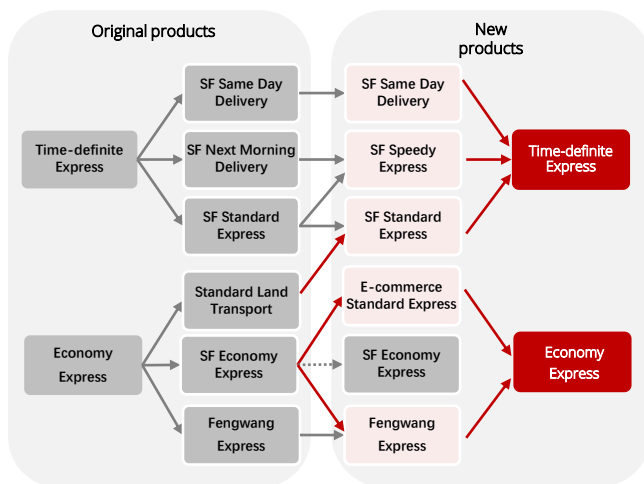 Original products
New
products
Time-definite
Express
SF Same Day
Delivery
SF Next Morning
Delivery
SF Standard
Express
Economy
Express
Standard Land
Transport
SF Economy
Express
Fengwang
Express
SF Same Day
Delivery
SF Speedy
Express
SF Standard
Express
E-commerce
Standard Express
SF Economy
Express
Fengwang
Express
Time-definite
Express
Economy
Express